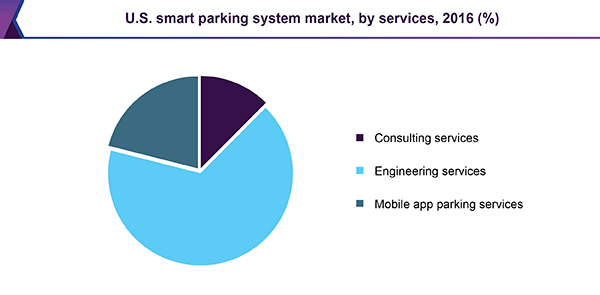 U.S. smart parking system market, by services, 2016 (%)
Consulting services
Engineering services
Mobile app parking services